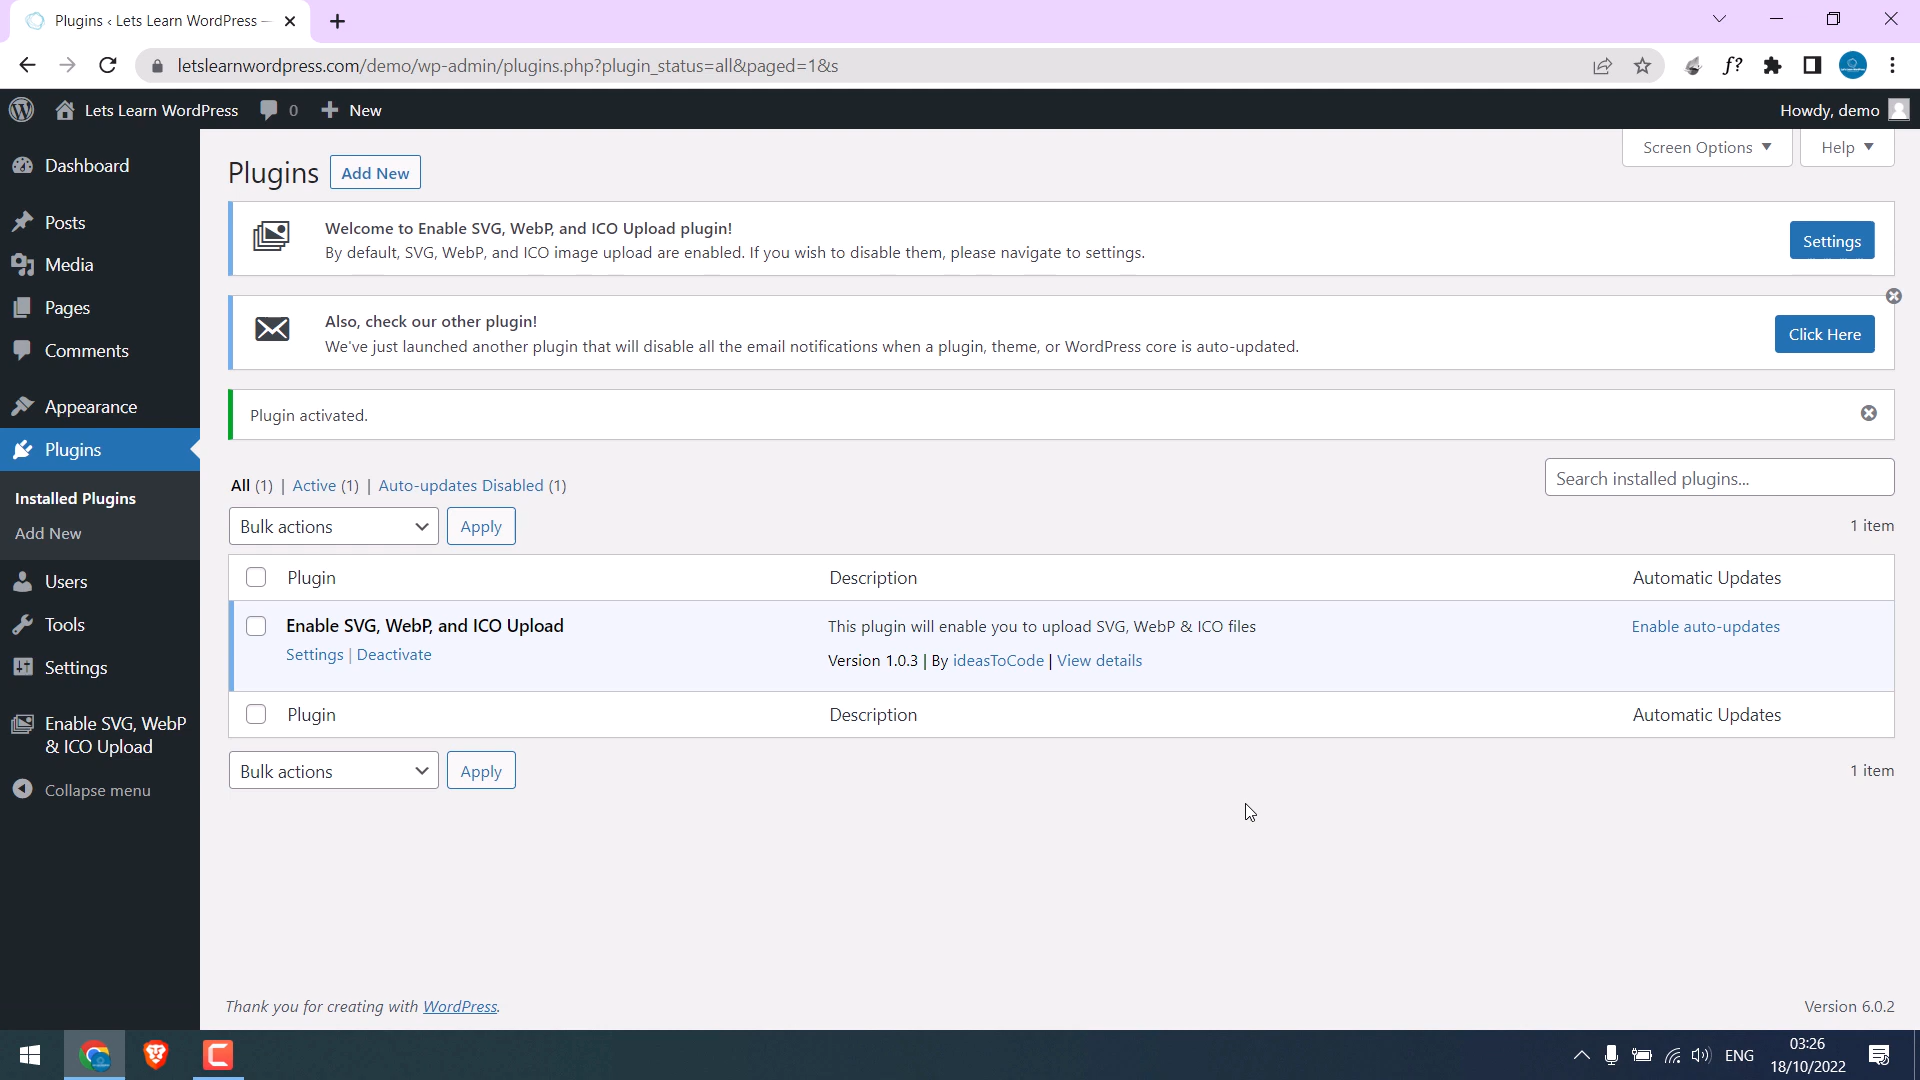 Plugins ‹ Lets Learn WordPress —
letslearnwordpress.com/demo/wp-admin/plugins.php?plugin_status=all&paged=1&s
f?
Lets Learn WordPress 0 New Howdy, demo
Screen Options Help
Dashboard
Posts
Media
Pages
Comments
Appearance
Plugins
Installed Plugins
Add New
Users
Tools
Settings
Enable SVG, WebP
& ICO Upload
Collapse menu
Plugins Add New
Welcome to Enable SVG, WebP, and ICO Upload plugin!
By default, SVG, WebP, and ICO image upload are enabled. If you wish to disable them, please navigate to settings.
Settings
Also, check our other plugin!
We've just launched another plugin that will disable all the email notifications when a plugin, theme, or WordPress core is auto-updated.
Click Here
Plugin activated.
All (1) | Active (1) | Auto-updates Disabled (1)
Search installed plugins...
Bulk actions Apply 1 item
Plugin Description Automatic Updates
Enable SVG, WebP, and ICO Upload This plugin will enable you to upload SVG, WebP & ICO files Enable auto-updates
Settings | Deactivate Version 1.0.3 | By ideasToCode | View details
Plugin Description Automatic Updates
Bulk actions Apply 1 item
Thank you for creating with WordPress. Version 6.0.2
ENG
03:26
18/10/2022